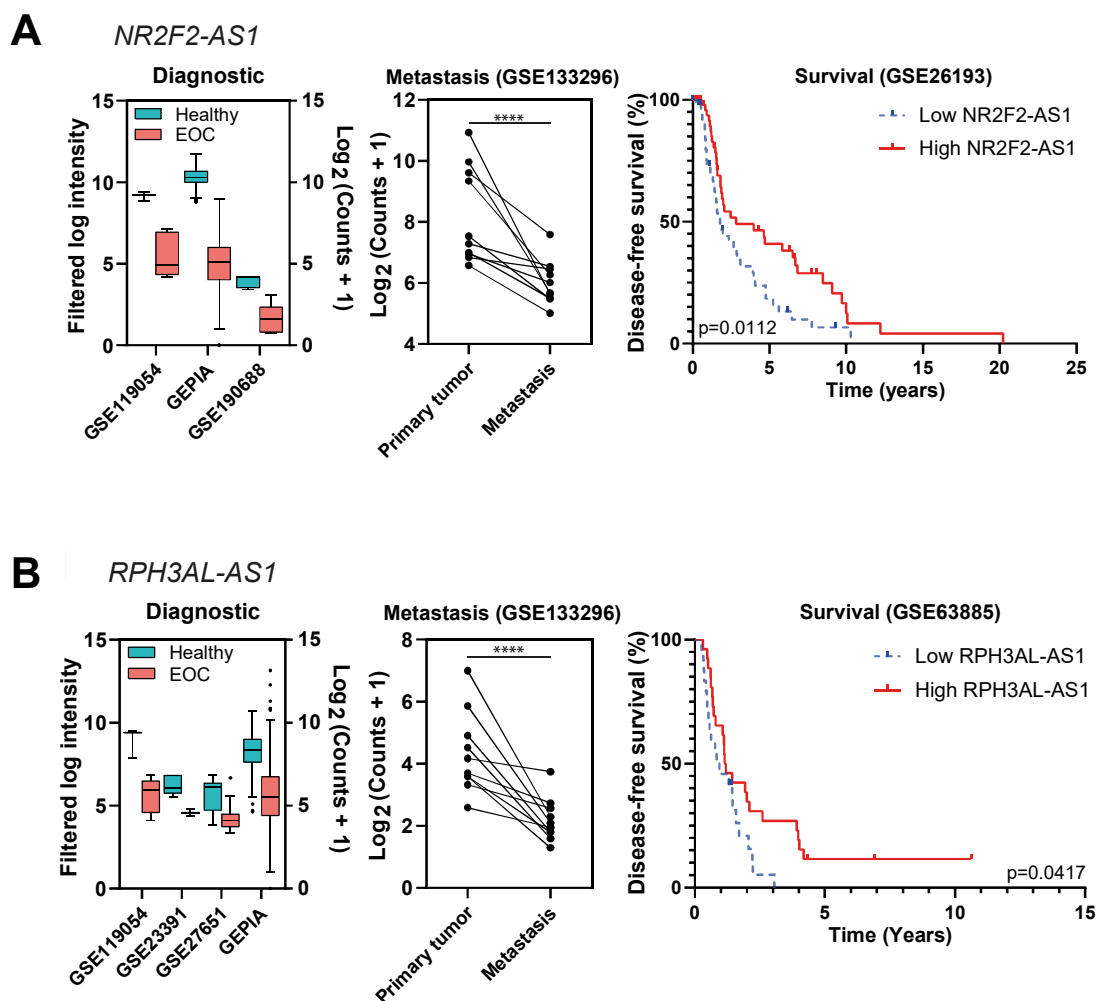 A
NR2F2-AS1
Diagnostic
Filtered log intensity
15
10
5
0
Healthy
EOC
15
10
5
0
Log2 (Counts + 1)
GSE119054
GEPIA
GSE190688
Metastasis (GSE133296)
Log2 (Counts + 1)
12
10
8
6
4
****
Primary tumor
Metastasis
Survival (GSE26193)
Disease-free survival (%)
100
50
0
Low NR2F2-AS1
High NR2F2-AS1
p=0.0112
0 5 10 15 20 25
Time (years)
B
RPH3AL-AS1
Diagnostic
Filtered log intensity
15
10
5
0
Healthy
EOC
15
10
5
0
Log2 (Counts + 1)
GSE119054
GSE23391
GSE27651
GEPIA
Metastasis (GSE133296)
Log2 (Counts + 1)
8
6
4
2
0
****
Primary tumor
Metastasis
Survival (GSE63885)
Disease-free survival (%)
100
50
0
Low RPH3AL-AS1
High RPH3AL-AS1
p=0.0417
0 5 10 15
Time (Years)